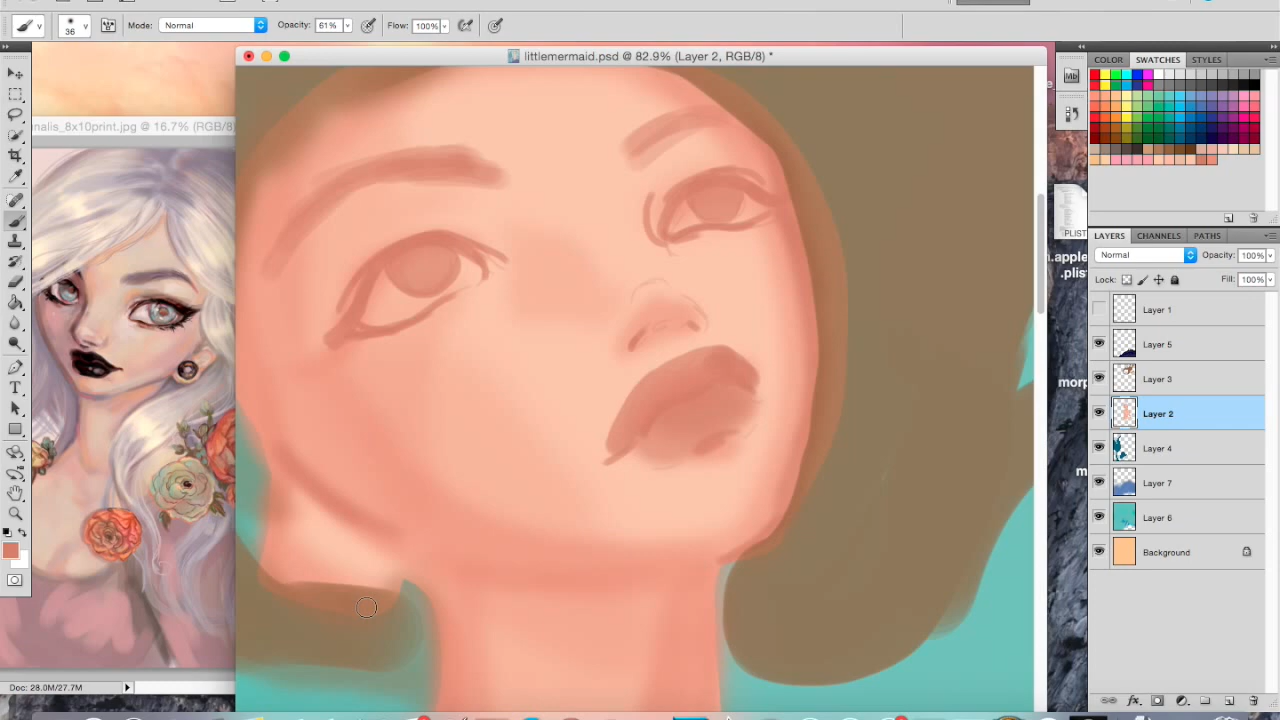 Mode: Normal Opacity: 61% Flow: 100%
36
littlemermaid.psd @ 82.9% (Layer 2, RGB/8) *
nalis_8x10print.jpg @ 16.7% (RGB/8)
Mb
COLOR SWATCHES STYLES
PLIST
.apple
.plist
LAYERS CHANNELS PATHS
Normal Opacity: 100%
Lock: Fill: 100%
Layer 1
Layer 5
Layer 3
Layer 2
Layer 4
Layer 7
Layer 6
Background
morp
m
Doc: 28.0M/27.7M